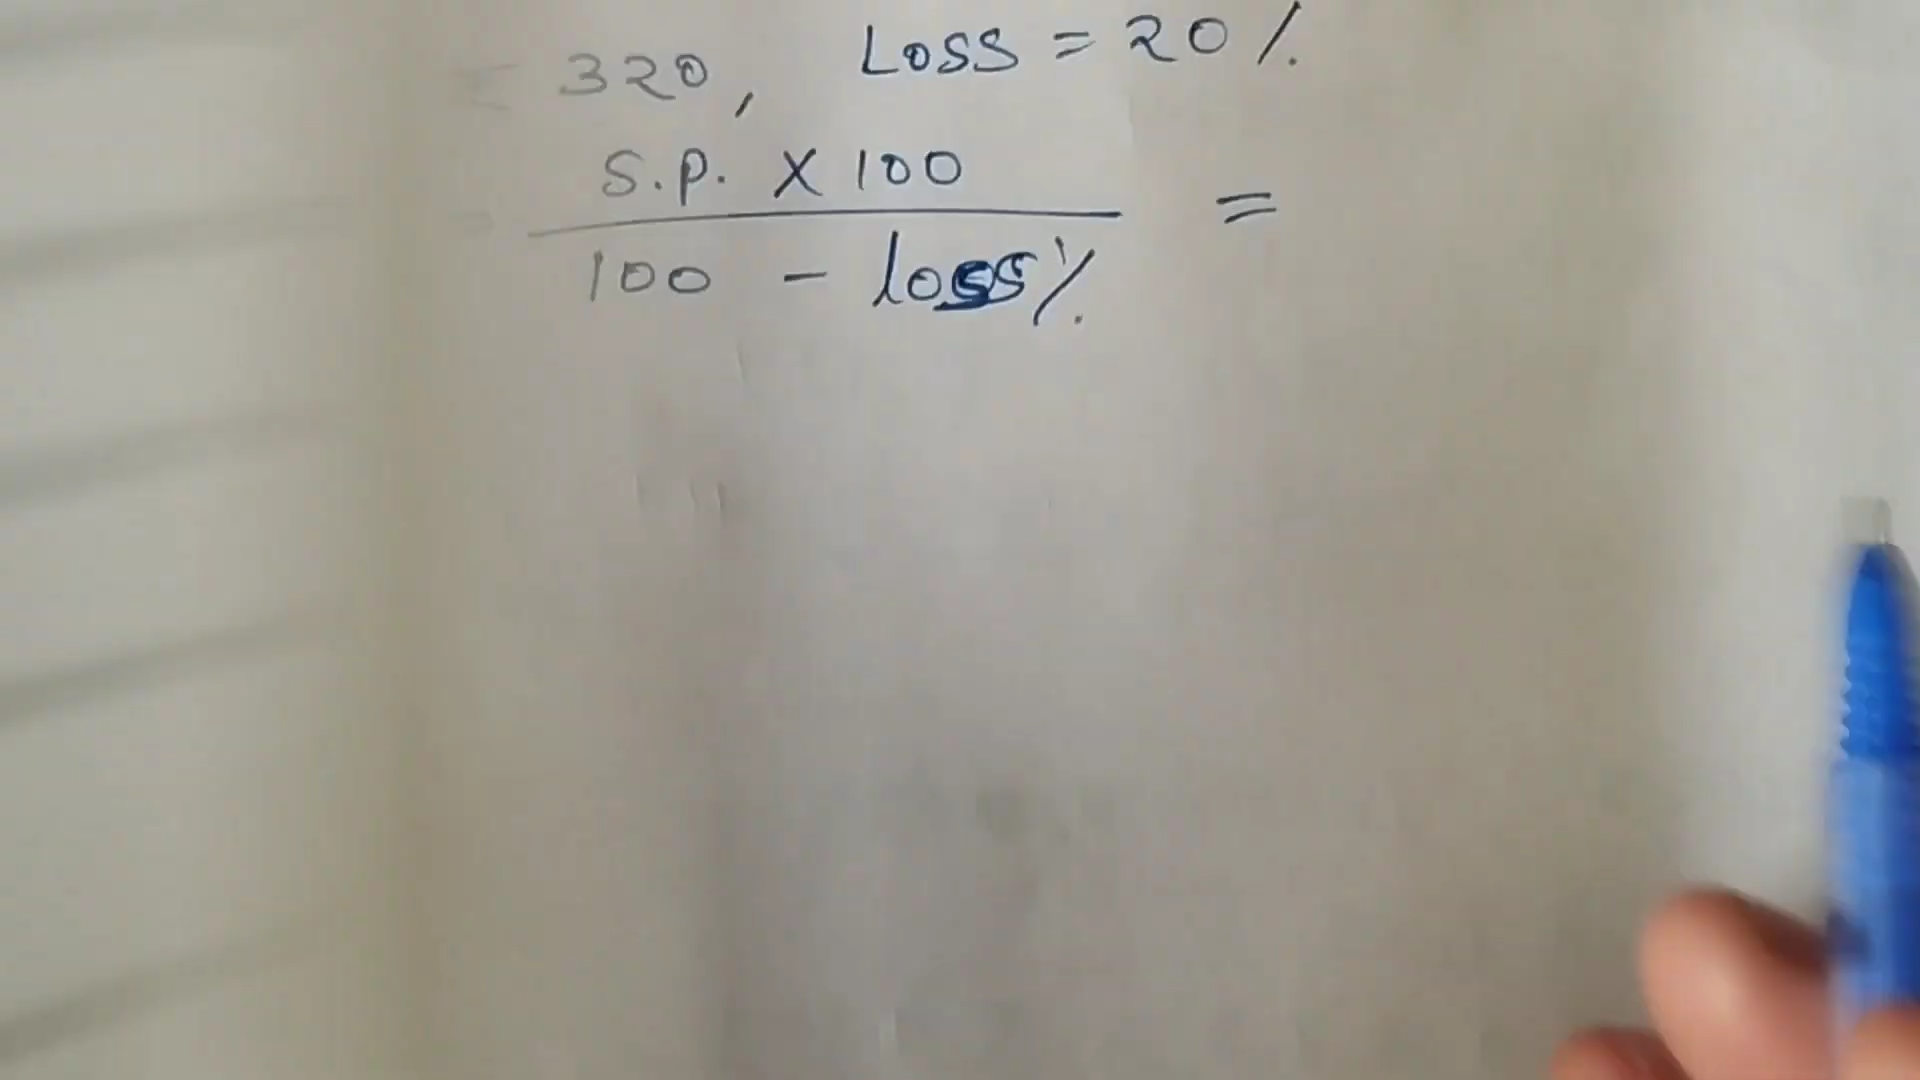 = 320, Loss = 20%
S.P. X 100
=
100 - loss%